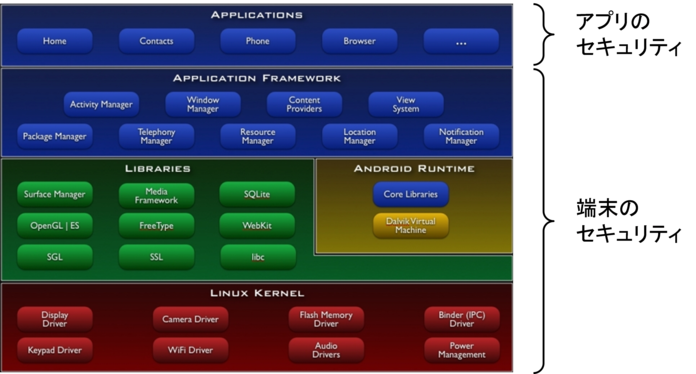 APPLICATIONS
Home
Contacts
Phone
Browser
...
アプリの
セキュリティ
APPLICATION FRAMEWORK
Activity Manager
Window
Manager
Content
Providers
View
System
Package Manager
Telephony
Manager
Resource
Manager
Location
Manager
Notification
Manager
LIBRARIES
Surface Manager
Media
Framework
SQLite
OpenGL | ES
FreeType
WebKit
SGL
SSL
libc
ANDROID RUNTIME
Core Libraries
Dalvik Virtual
Machine
端末の
セキュリティ
LINUX KERNEL
Display
Driver
Camera Driver
Flash Memory
Driver
Binder (IPC)
Driver
Keypad Driver
WiFi Driver
Audio
Drivers
Power
Management